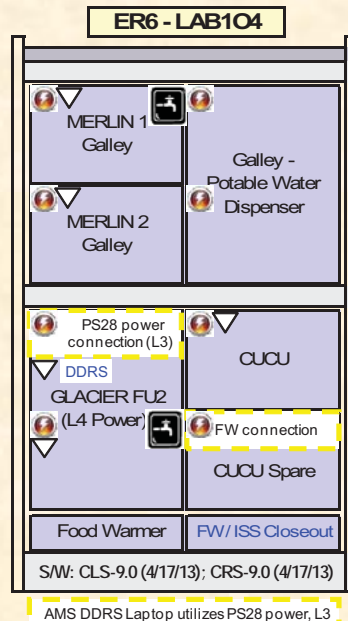 ER6 - LAB1O4
MERLIN 1
Galley
Galley -
Potable Water
Dispenser
MERLIN 2
Galley
PS28 power
connection (L3)
DDRS
GLACIER FU2
(L4 Power)
CUCU
FW connection
CUCU Spare
Food Warmer
FW/ ISS Closeout
S/W: CLS-9.0 (4/17/13); CRS-9.0 (4/17/13)
AMS DDRS Laptop utilizes PS28 power, L3